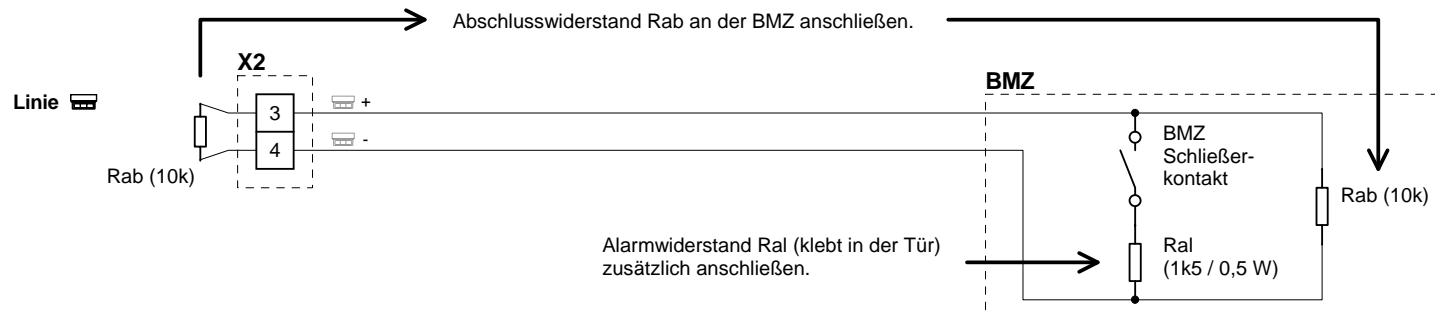 Abschlusswiderstand Rab an der BMZ anschließen.
X2
BMZ
Linie
3
+
4
-
Rab (10k)
BMZ
Schließer-
kontakt
Rab (10k)
Alarmwiderstand Ral (klebt in der Tür)
zusätzlich anschließen.
Ral
(1k5 / 0,5 W)